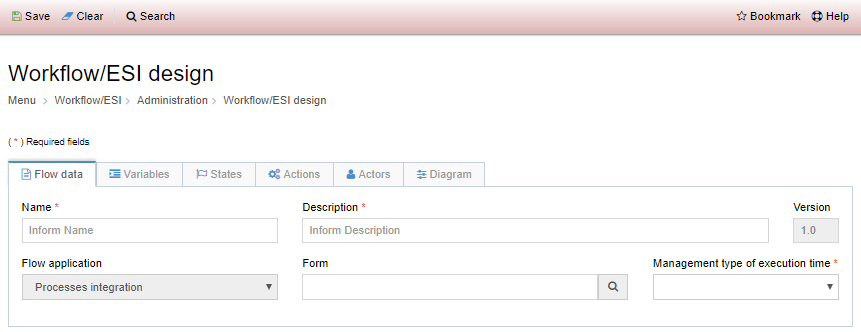 Save Clear Search Bookmark Help
Workflow/ESI design
Menu > Workflow/ESI > Administration > Workflow/ESI design
( * ) Required fields
Flow data Variables States Actions Actors Diagram
Name * Description * Version
Inform Name Inform Description 1.0
Flow application Form Management type of execution time *
Processes integration